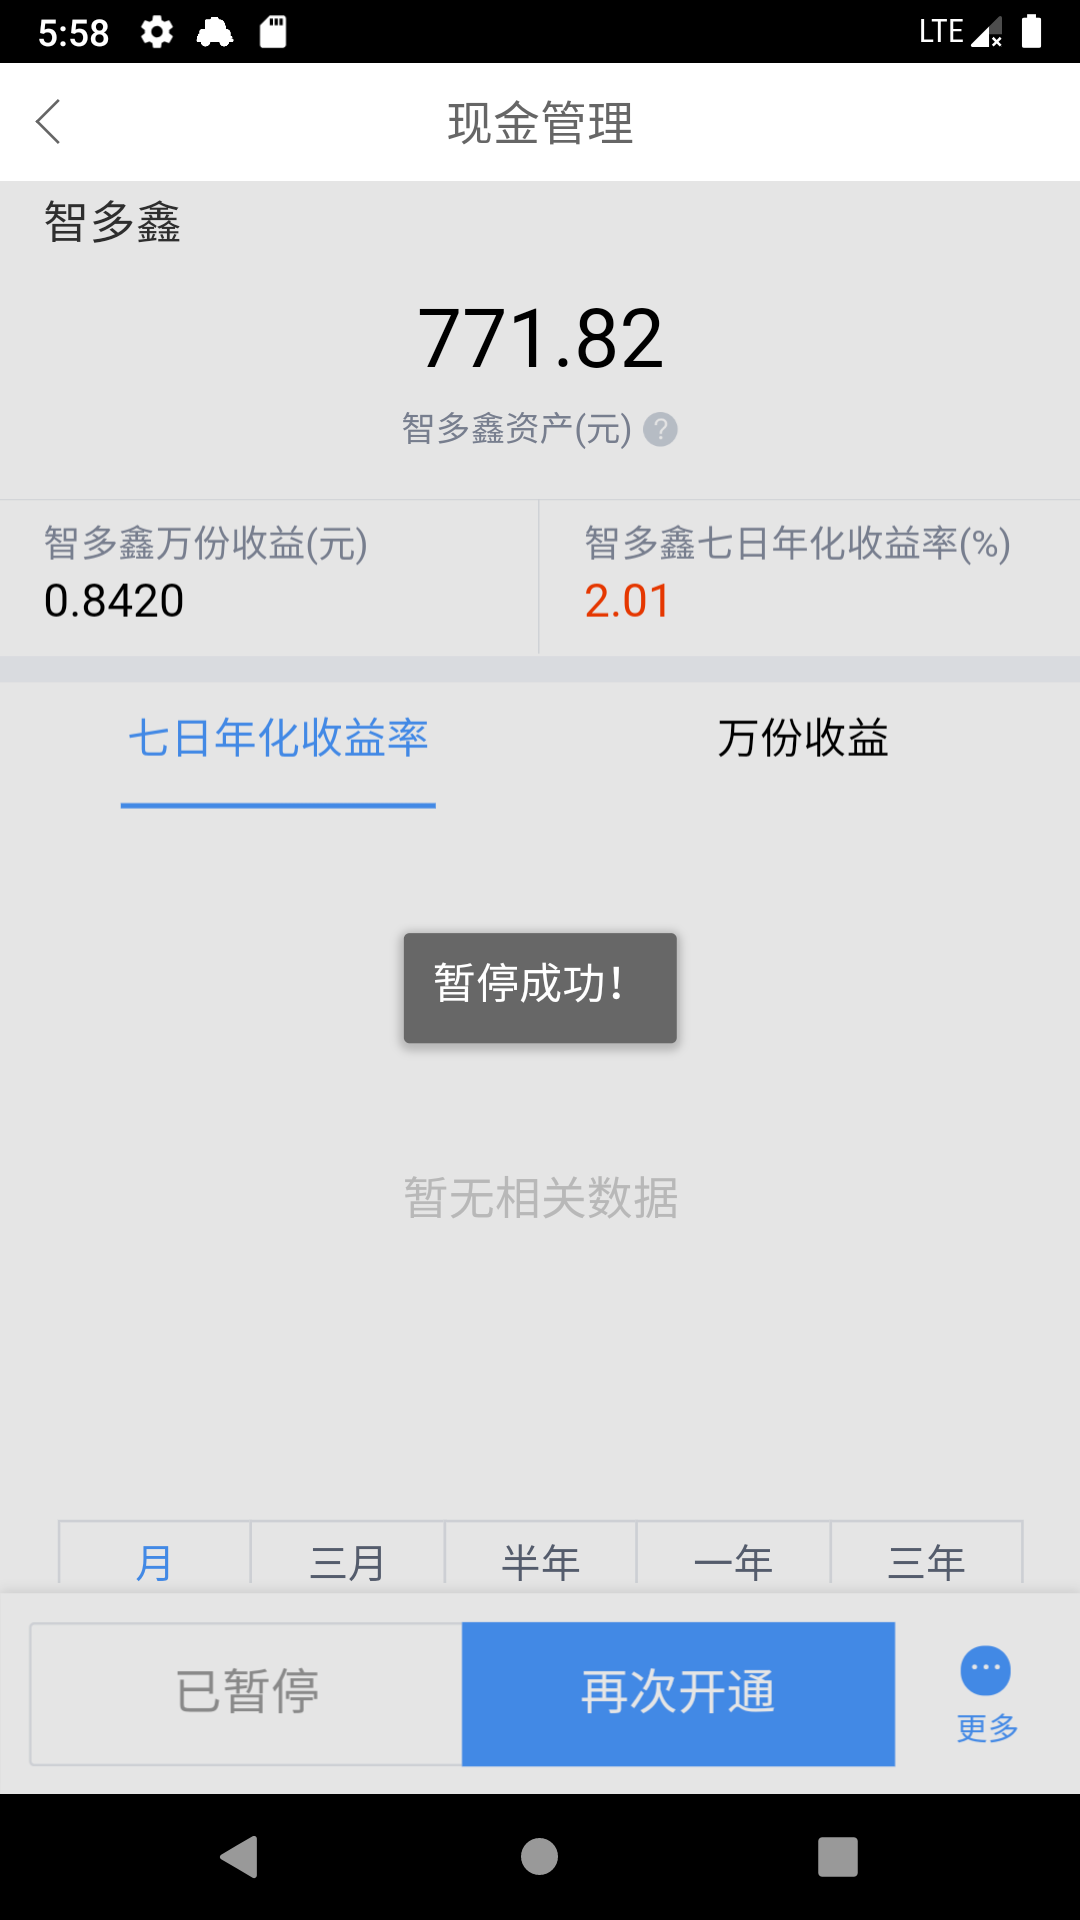 5:58 LTE
现金管理
智多鑫
771.82
智多鑫资产(元) ?
智多鑫万份收益(元) 智多鑫七日年化收益率(%)
0.8420 2.01
七日年化收益率 万份收益
暂停成功!
暂无相关数据
月 三月 半年 一年 三年
已暂停 再次开通 更多